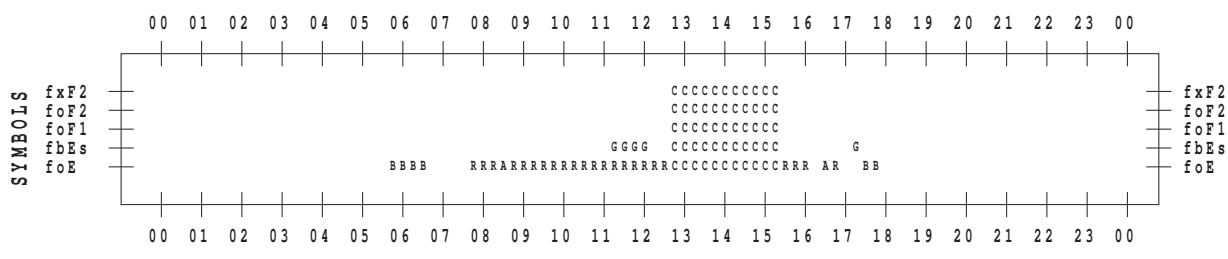 00 01 02 03 04 05 06 07 08 09 10 11 12 13 14 15 16 17 18 19 20 21 22 23 00
SYMBOLS
fxF2 CCCCCCCCCCC fxF2
foF2 CCCCCCCCCCC foF2
foF1 CCCCCCCCCCC foF1
fbEs GGGG CCCCCCCCCCC G fbEs
foE BBBB RRRARRRRRRRRRRRRRRRRCCCCCCCCCCCRRR AR BB foE
00 01 02 03 04 05 06 07 08 09 10 11 12 13 14 15 16 17 18 19 20 21 22 23 00